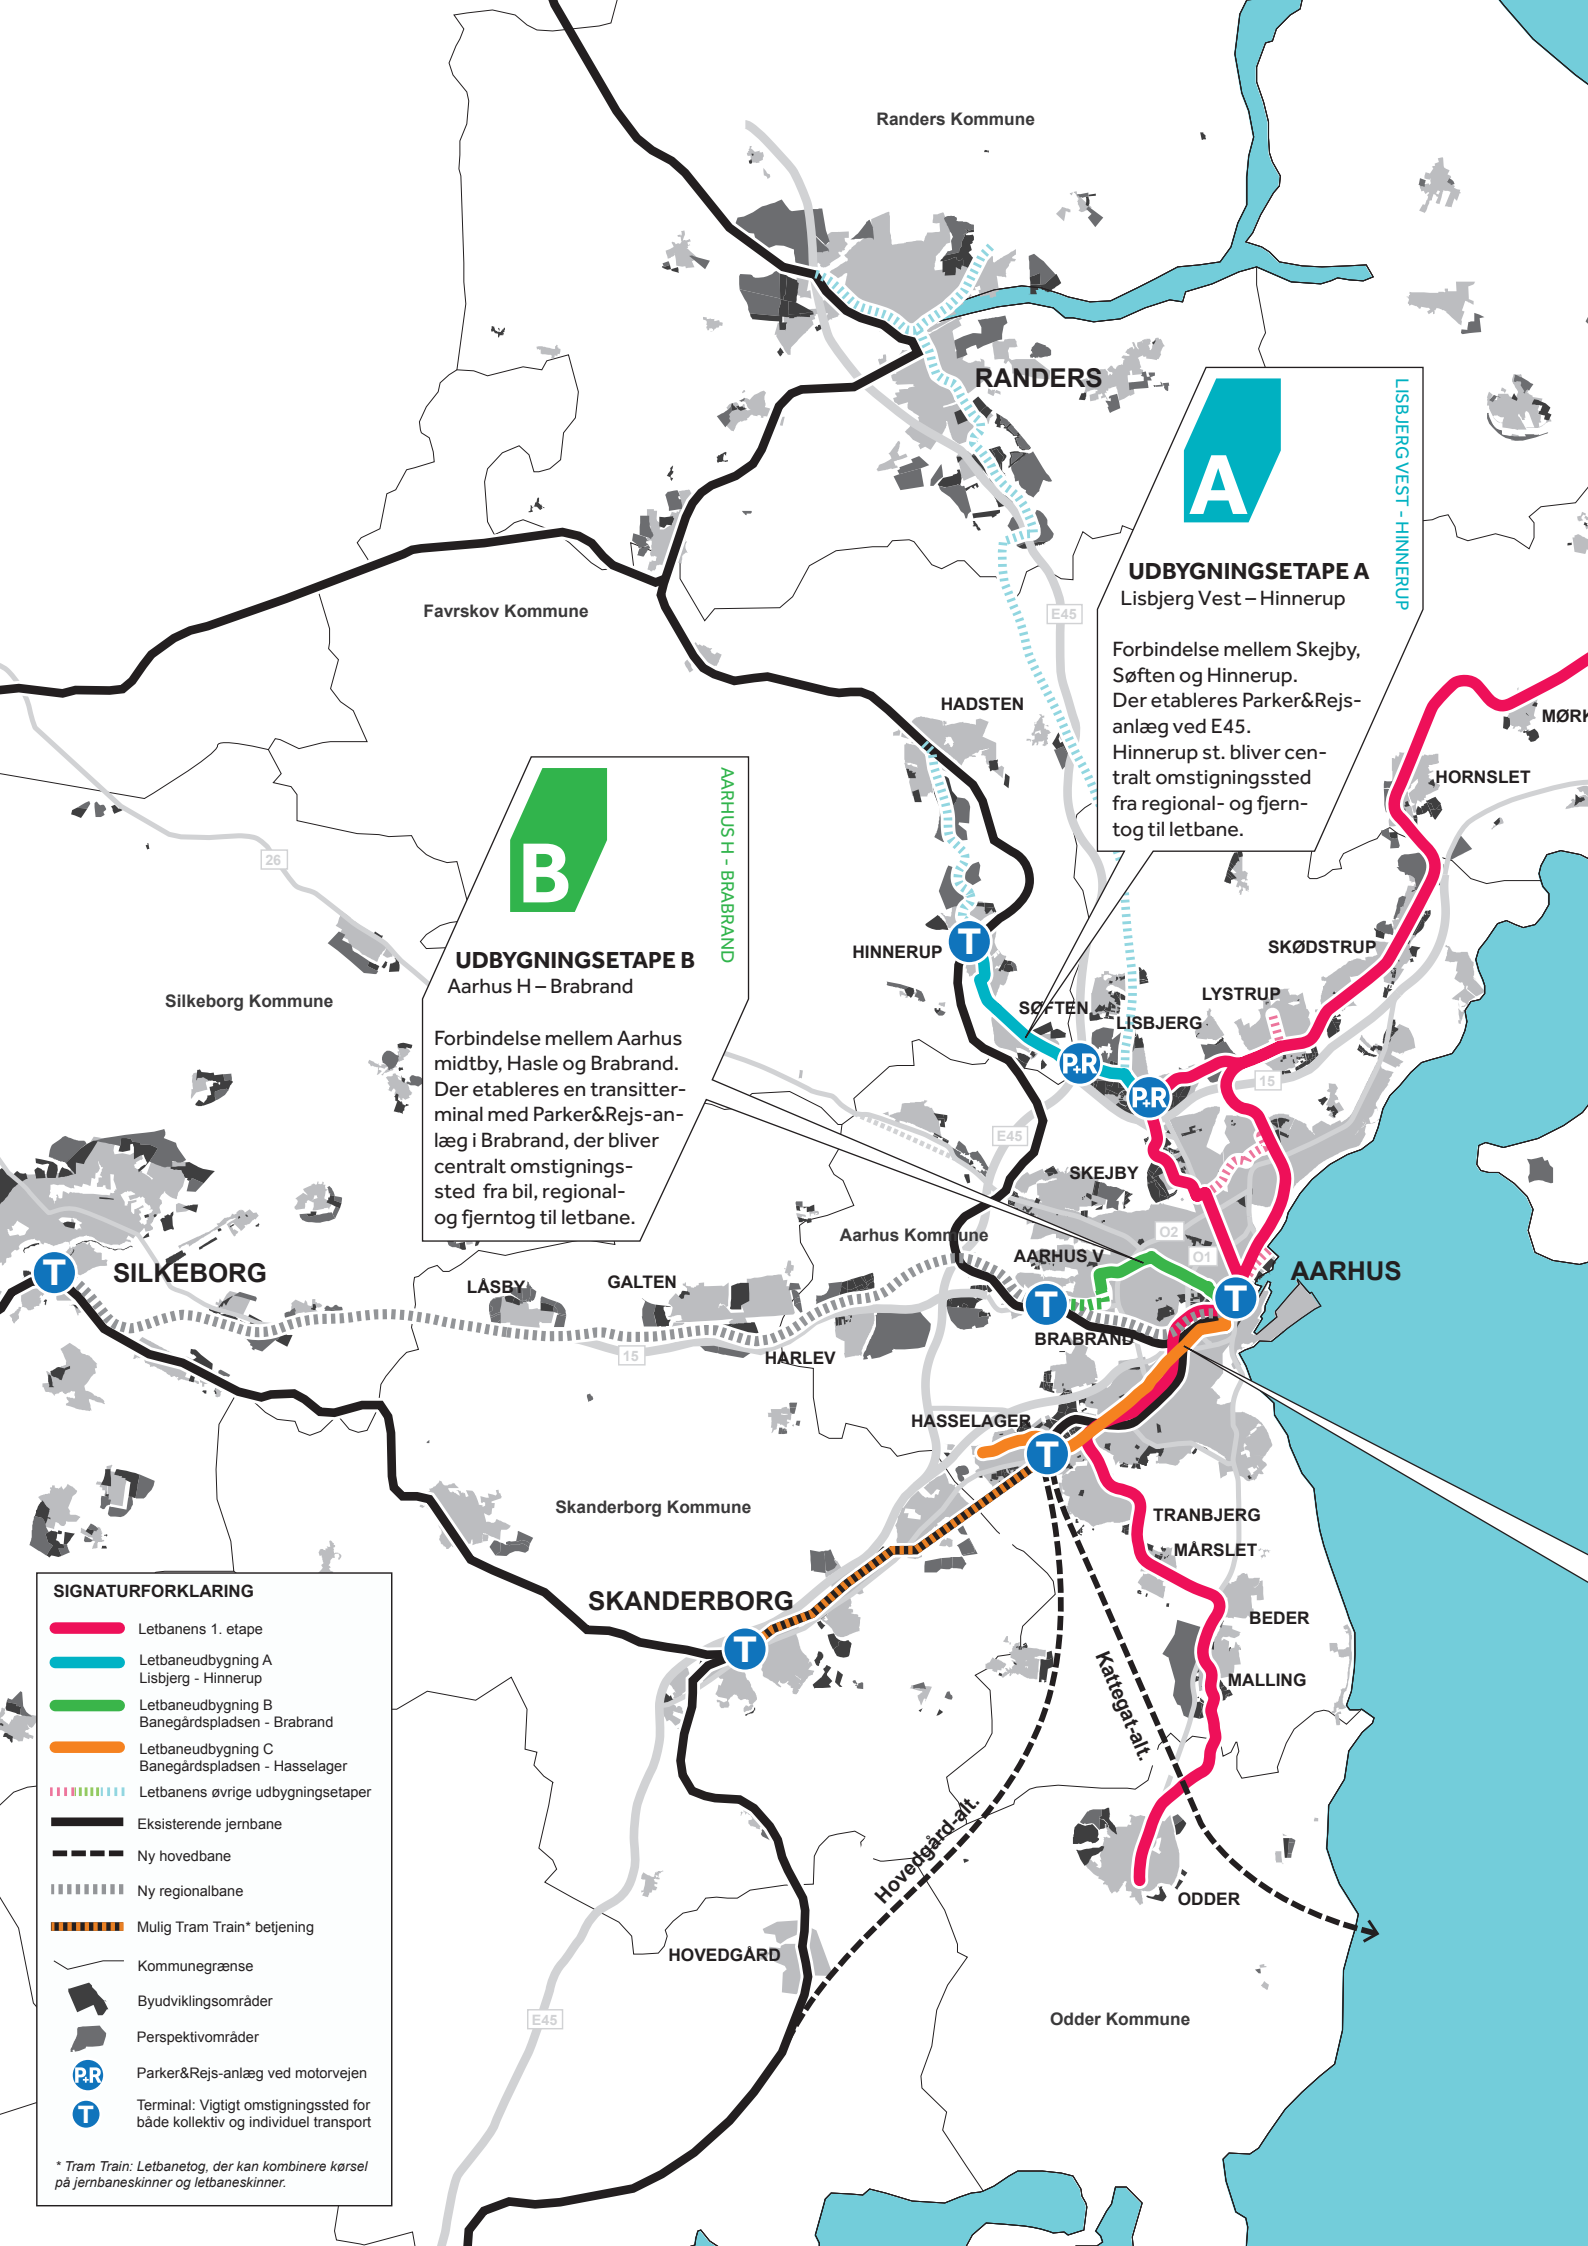 Randers Kommune
RANDERS
A
LISBJERG VEST - HINNERUP
UDBYGNINGSETAPE A
Lisbjerg Vest – Hinnerup
Forbindelse mellem Skejby,
Søften og Hinnerup.
Der etableres Parker&Rejs-
anlæg ved E45.
Hinnerup st. bliver cen-
tralt omstigningssted
fra regional- og fjern-
tog til letbane.
Favrskov Kommune
E45
HADSTEN
MØRK
HORNSLET
26
B
AARHUS H - BRABRAND
UDBYGNINGSETAPE B
Aarhus H – Brabrand
Forbindelse mellem Aarhus
midtby, Hasle og Brabrand.
Der etableres en transitter-
minal med Parker&Rejs-an-
læg i Brabrand, der bliver
centralt omstignings-
sted fra bil, regional-
og fjerntog til letbane.
Silkeborg Kommune
HINNERUP
T
SKØDSTRUP
LYSTRUP
SØFTEN
LISBJERG
P+R
P+R
15
E45
SKEJBY
Aarhus Kommune
O2
O1
AARHUS V
AARHUS
T
T
BRABRAND
T
SILKEBORG
LÅSBY
GALTEN
15
HARLEV
HASSELAGER
T
Skanderborg Kommune
TRANBJERG
MÅRSLET
SKANDERBORG
T
BEDER
MALLING
Kattegat-alt.
Hovedgård-alt.
ODDER
HOVEDGÅRD
E45
Odder Kommune
SIGNATURFORKLARING
Letbanens 1. etape
Letbaneudbygning A
Lisbjerg - Hinnerup
Letbaneudbygning B
Banegårdspladsen - Brabrand
Letbaneudbygning C
Banegårdspladsen - Hasselager
Letbanens øvrige udbygningsetaper
Eksisterende jernbane
Ny hovedbane
Ny regionalbane
Mulig Tram Train* betjening
Kommunegrænse
Byudviklingsområder
Perspektivområder
P+R
Parker&Rejs-anlæg ved motorvejen
T
Terminal: Vigtigt omstigningssted for
både kollektiv og individuel transport
* Tram Train: Letbanetog, der kan kombinere kørsel
på jernbaneskinner og letbaneskinner.